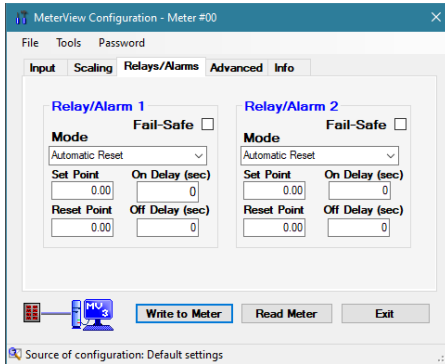 MeterView Configuration - Meter #00
File Tools Password
Input Scaling Relays/Alarms Advanced Info
Relay/Alarm 1
Fail-Safe
Mode
Automatic Reset
Set Point On Delay (sec)
0.00 0
Reset Point Off Delay (sec)
0.00 0
Relay/Alarm 2
Fail-Safe
Mode
Automatic Reset
Set Point On Delay (sec)
0.00 0
Reset Point Off Delay (sec)
0.00 0
MV
3
Write to Meter Read Meter Exit
Source of configuration: Default settings